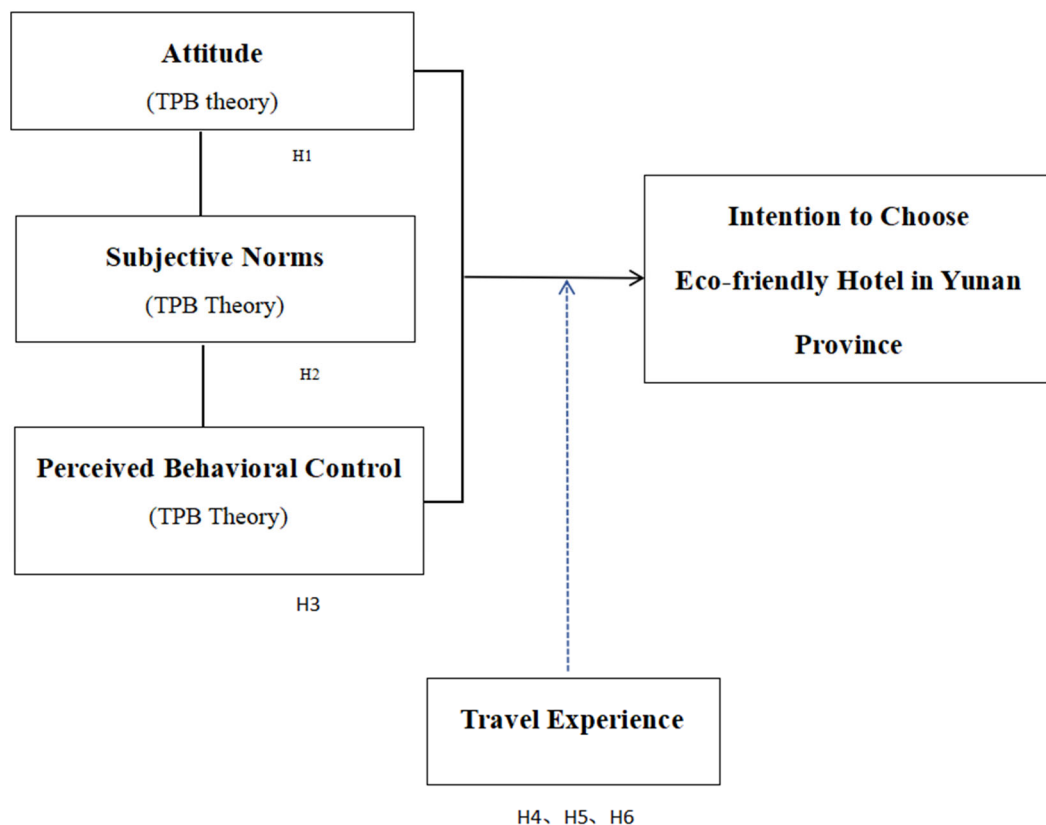 Attitude
(TPB theory)
H1
Subjective Norms
(TPB Theory)
H2
Perceived Behavioral Control
(TPB Theory)
H3
Intention to Choose
Eco-friendly Hotel in Yunan
Province
Travel Experience
H4、H5、H6